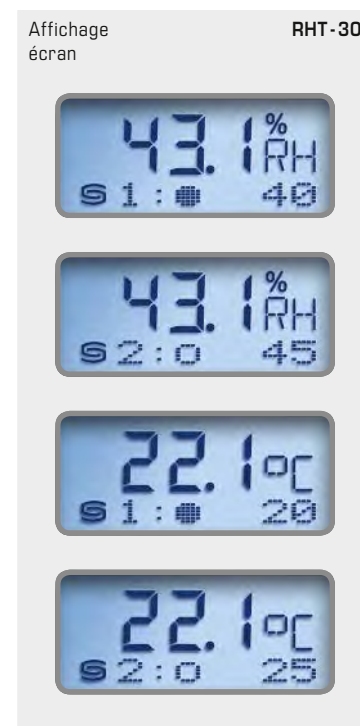 Affichage RHT-30
écran
43.1 % RH
S1:● 40
43.1 % RH
S2:o 45
22.1 °C
S1:● 20
22.1 °C
S2:o 25